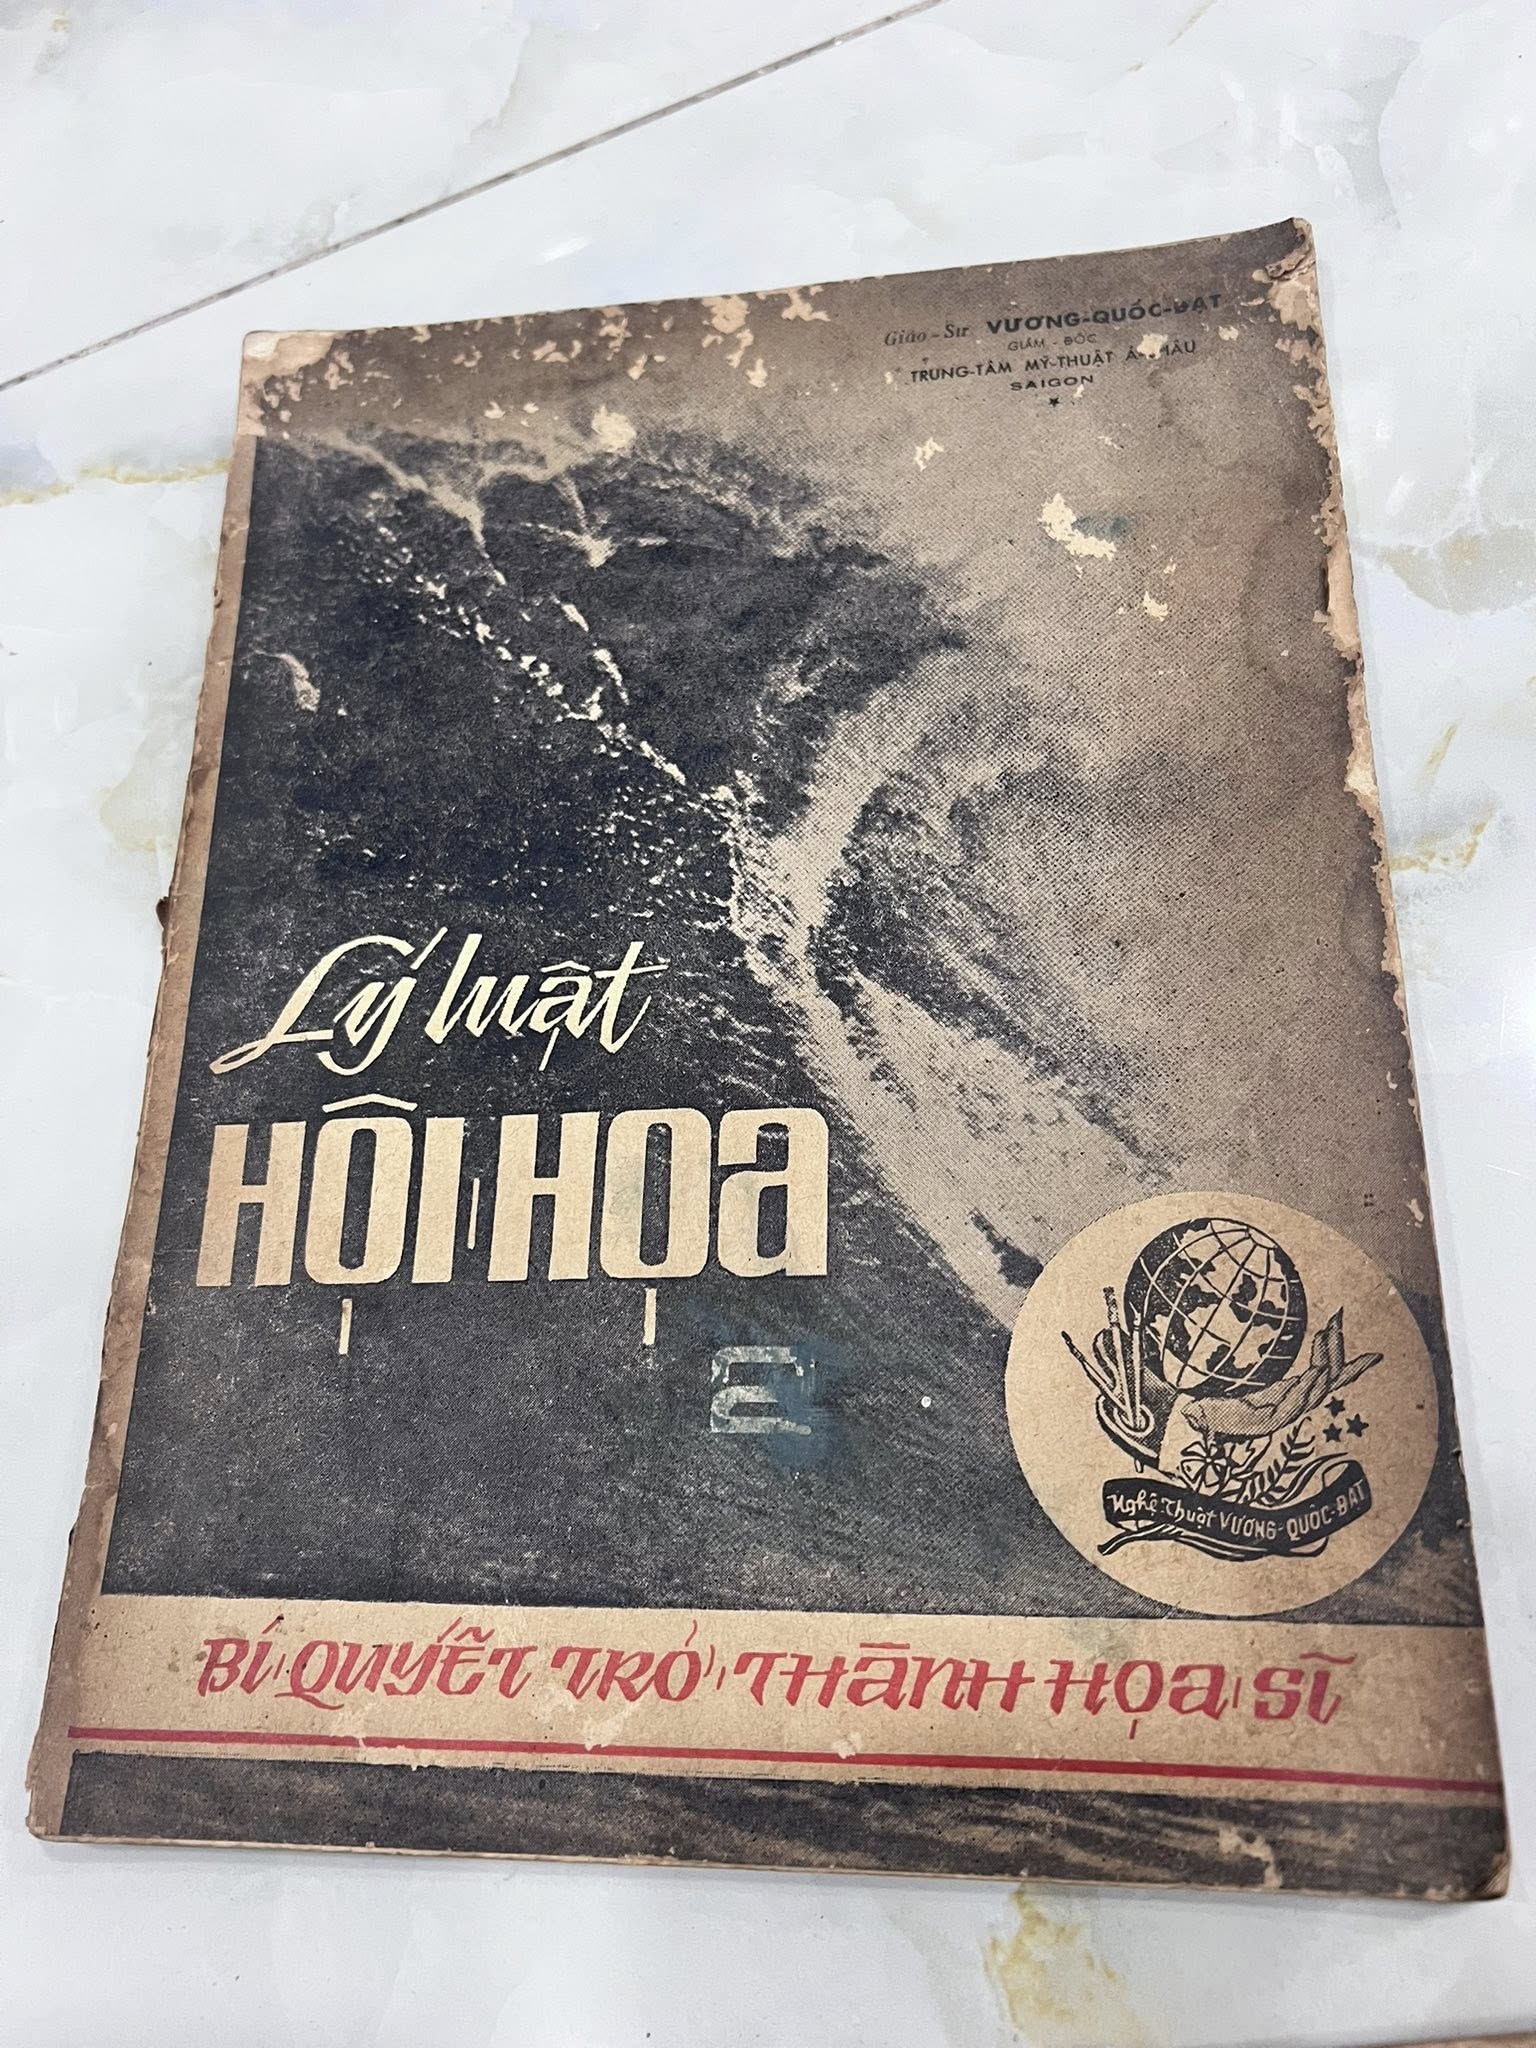 Giáo-Sư VƯƠNG-QUỐC-ĐẠT
GIÁM-ĐỐC
TRUNG-TÂM MỸ-THUẬT Á-CHÂU
SAIGON
Lý luật
HỘI HỌA
Nghệ Thuật VƯƠNG-QUỐC-ĐẠT
BÍ QUYẾT TRỞ THÀNH HỌA SĨ